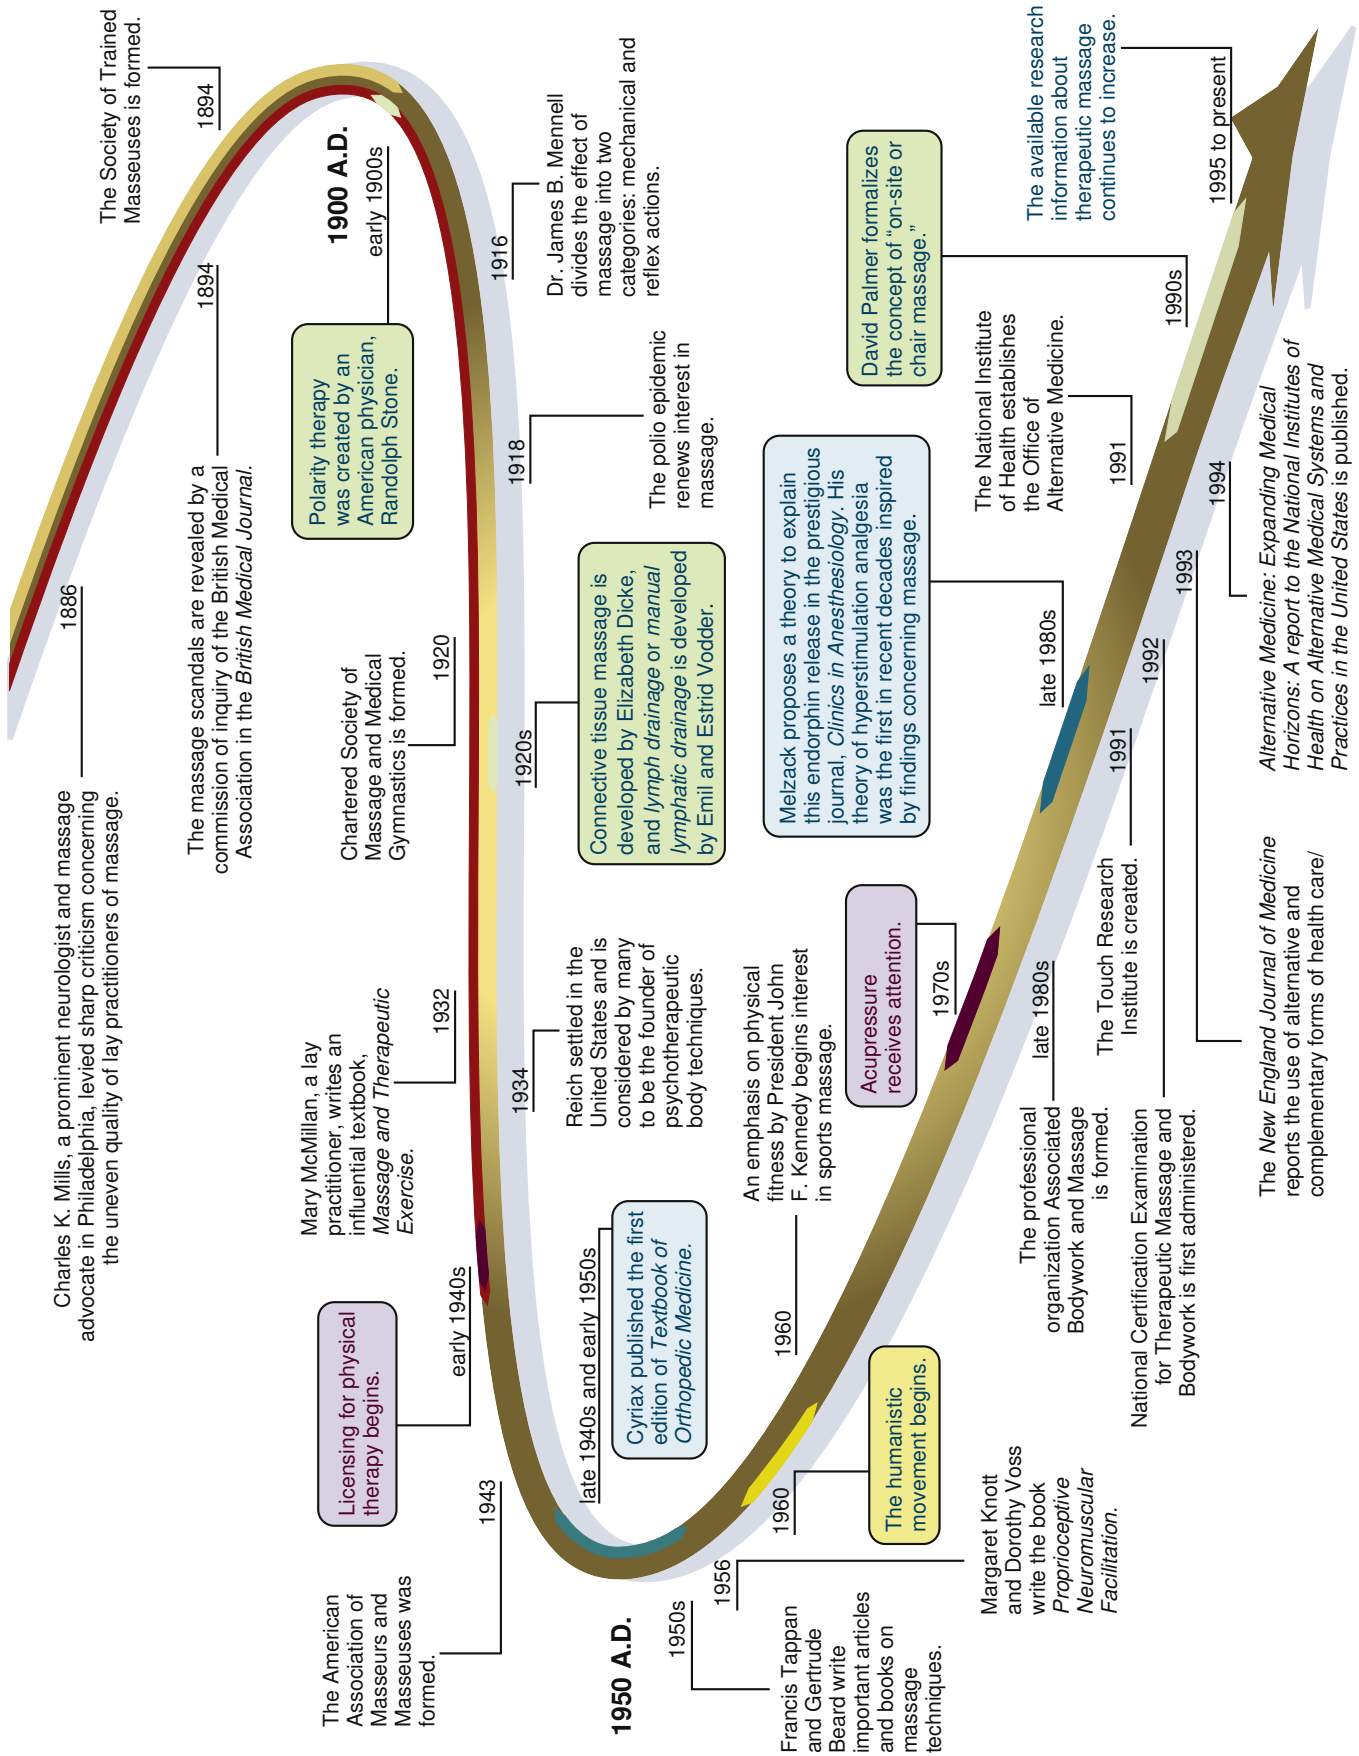 Charles K. Mills, a prominent neurologist and massage
advocate in Philadelphia, levied sharp criticism concerning
the uneven quality of lay practitioners of massage.
1886
The massage scandals are revealed by a
commission of inquiry of the British Medical
Association in the British Medical Journal.
1894
The Society of Trained
Masseuses is formed.
1894
1900 A.D.
early 1900s
Polarity therapy
was created by an
American physician,
Randolph Stone.
1916
Dr. James B. Mennell
divides the effect of
massage into two
categories: mechanical and
reflex actions.
1918
The polio epidemic
renews interest in
massage.
Chartered Society of
Massage and Medical
Gymnastics is formed.
1920
1920s
Connective tissue massage is
developed by Elizabeth Dicke,
and lymph drainage or manual
lymphatic drainage is developed
by Emil and Estrid Vodder.
Mary McMillan, a lay
practitioner, writes an
influential textbook,
Massage and Therapeutic
Exercise.
1932
1934
Reich settled in the
United States and is
considered by many
to be the founder of
psychotherapeutic
body techniques.
Licensing for physical
therapy begins.
early 1940s
The American
Association of
Masseurs and
Masseuses was
formed.
1943
late 1940s and early 1950s
Cyriax published the first
edition of Textbook of
Orthopedic Medicine.
1950 A.D.
1950s
Francis Tappan
and Gertrude
Beard write
important articles
and books on
massage
techniques.
1956
Margaret Knott
and Dorothy Voss
write the book
Proprioceptive
Neuromuscular
Facilitation.
1960
The humanistic
movement begins.
An emphasis on physical
fitness by President John
F. Kennedy begins interest
in sports massage.
1960
Acupressure
receives attention.
1970s
late 1980s
The professional
organization Associated
Bodywork and Massage
is formed.
Melzack proposes a theory to explain
this endorphin release in the prestigious
journal, Clinics in Anesthesiology. His
theory of hyperstimulation analgesia
was the first in recent decades inspired
by findings concerning massage.
late 1980s
1991
The Touch Research
Institute is created.
The National Institute
of Health establishes
the Office of
Alternative Medicine.
1991
1992
National Certification Examination
for Therapeutic Massage and
Bodywork is first administered.
1993
The New England Journal of Medicine
reports the use of alternative and
complementary forms of health care/
1994
Alternative Medicine: Expanding Medical
Horizons: A report to the National Institutes of
Health on Alternative Medical Systems and
Practices in the United States is published.
David Palmer formalizes
the concept of “on-site or
chair massage.”
1990s
The available research
information about
therapeutic massage
continues to increase.
1995 to present